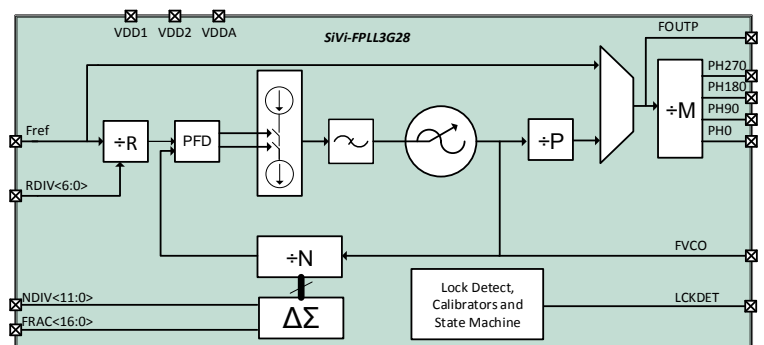 VDD1 VDD2 VDDA
SiVi-FPLL3G28
FOUTP
PH270
PH180
PH90
PH0
Fref
÷R
PFD
÷P
÷M
RDIV<6:0>
÷N
FVCO
NDIV<11:0>
FRAC<16:0>
ΔΣ
Lock Detect,
Calibrators and
State Machine
LCKDET